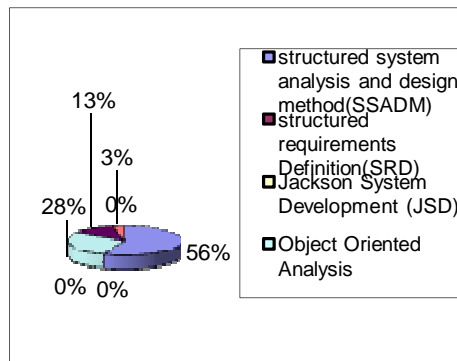 13%
3%
0%
28%
56%
0%
0%
structured system
analysis and design
method(SSADM)
structured
requirements
Definition(SRD)
Jackson System
Development (JSD)
Object Oriented
Analysis